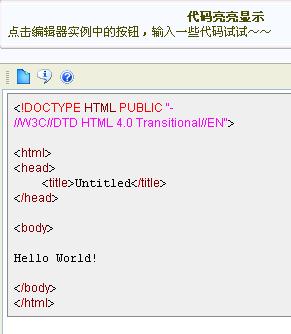 代码亮亮显示
点击编辑器实例中的按钮，输入一些代码试试～～
<!DOCTYPE HTML PUBLIC "-
//W3C//DTD HTML 4.0 Transitional//EN">
<html>
<head>
<title>Untitled</title>
</head>
<body>
Hello World!
</body>
</html>